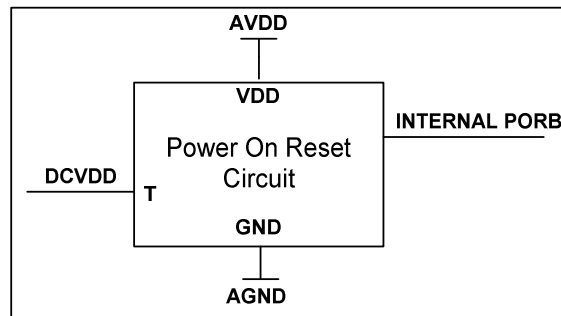 AVDD
VDD
INTERNAL PORB
Power On Reset
Circuit
DCVDD
T
GND
AGND